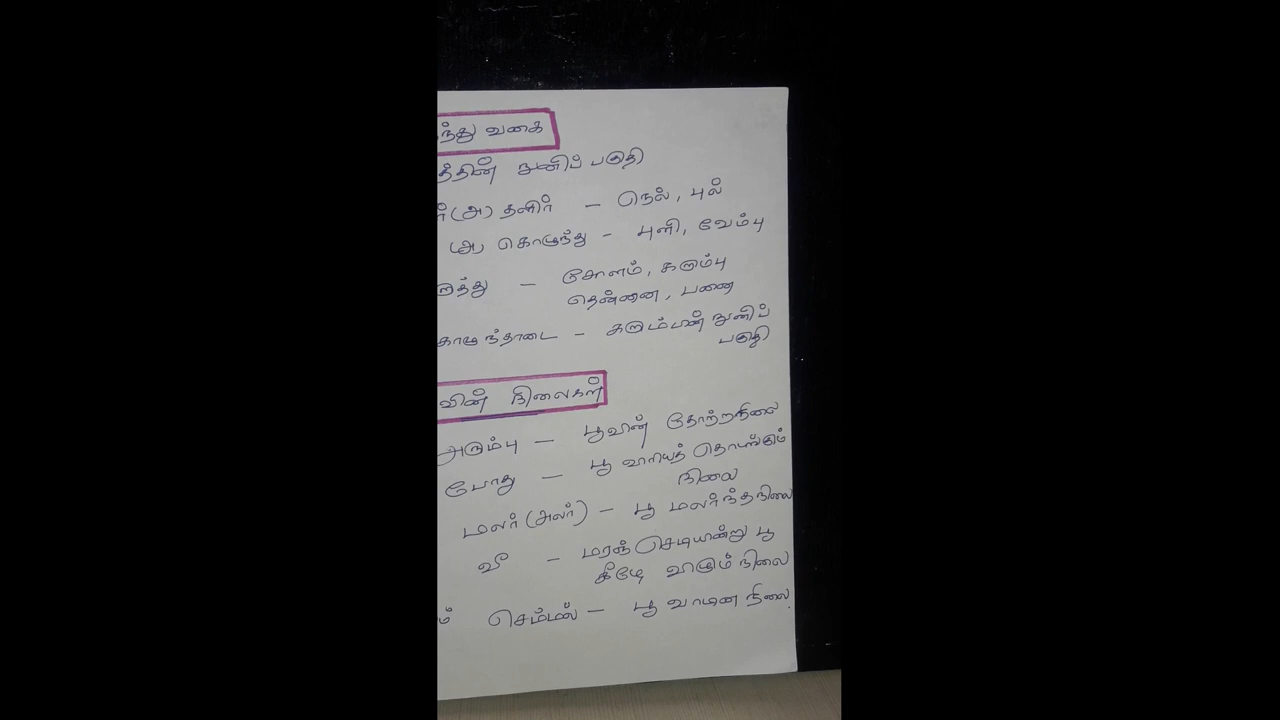 ந்து வகை
த்தின் நுனிப் பகுதி
ர் (அ) தளிர் - நெல், புல்
(அ) கொழுந்து - புளி, வேம்பு
குருத்து - சோளம், கரும்பு
தென்னை, பனை
கொழுந்தாடை - கரும்பின் நுனிப்
பகுதி
வின் நிலைகள்
அரும்பு - பூவின் தோற்றநிலை
போது - பூ விரியத் தொடங்கும்
நிலை
மலர் (அலர்) - பூ மலர்ந்தநிலை
வீ - மரஞ் செடியின்று பூ
கீழே விழும் நிலை
ம் செம்மல் - பூ வாடின நிலை